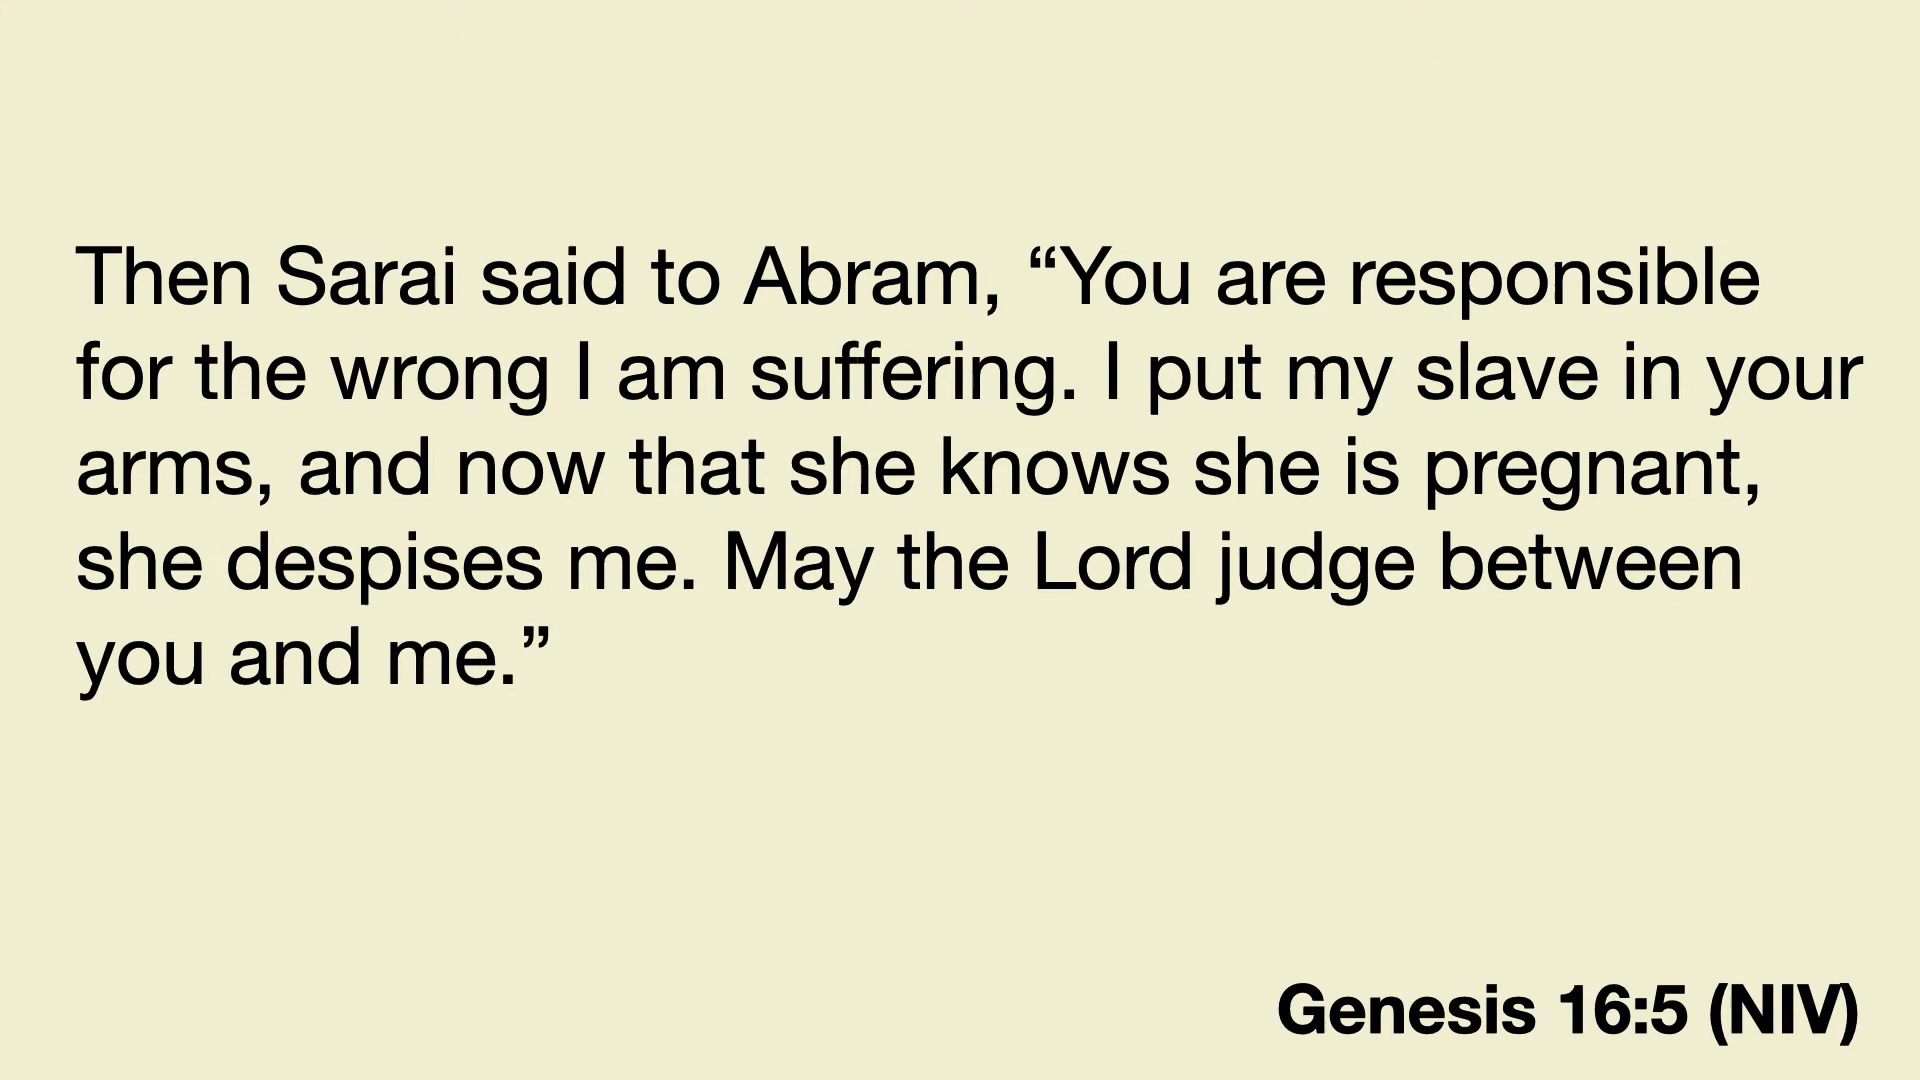 Then Sarai said to Abram, “You are responsible
for the wrong I am suffering. I put my slave in your
arms, and now that she knows she is pregnant,
she despises me. May the Lord judge between
you and me.”
Genesis 16:5 (NIV)